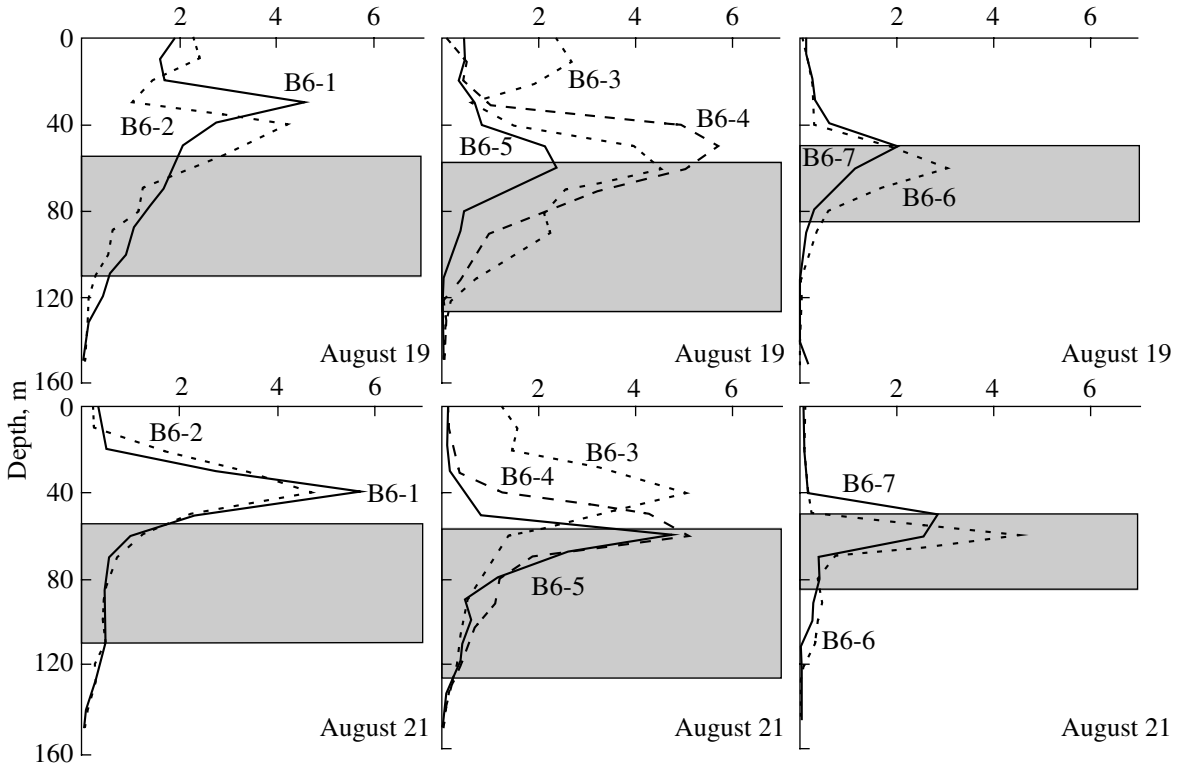 2 4 6 2 4 6 2 4 6
0
B6-1
B6-3
40
B6-2
B6-4
B6-5
B6-7
80
B6-6
120
August 19 August 19 August 19
160
2 4 6 2 4 6 2 4 6
0
B6-2
Depth, m
B6-3
B6-4
40
B6-1
B6-7
80
B6-5
120
B6-6
August 21 August 21 August 21
160